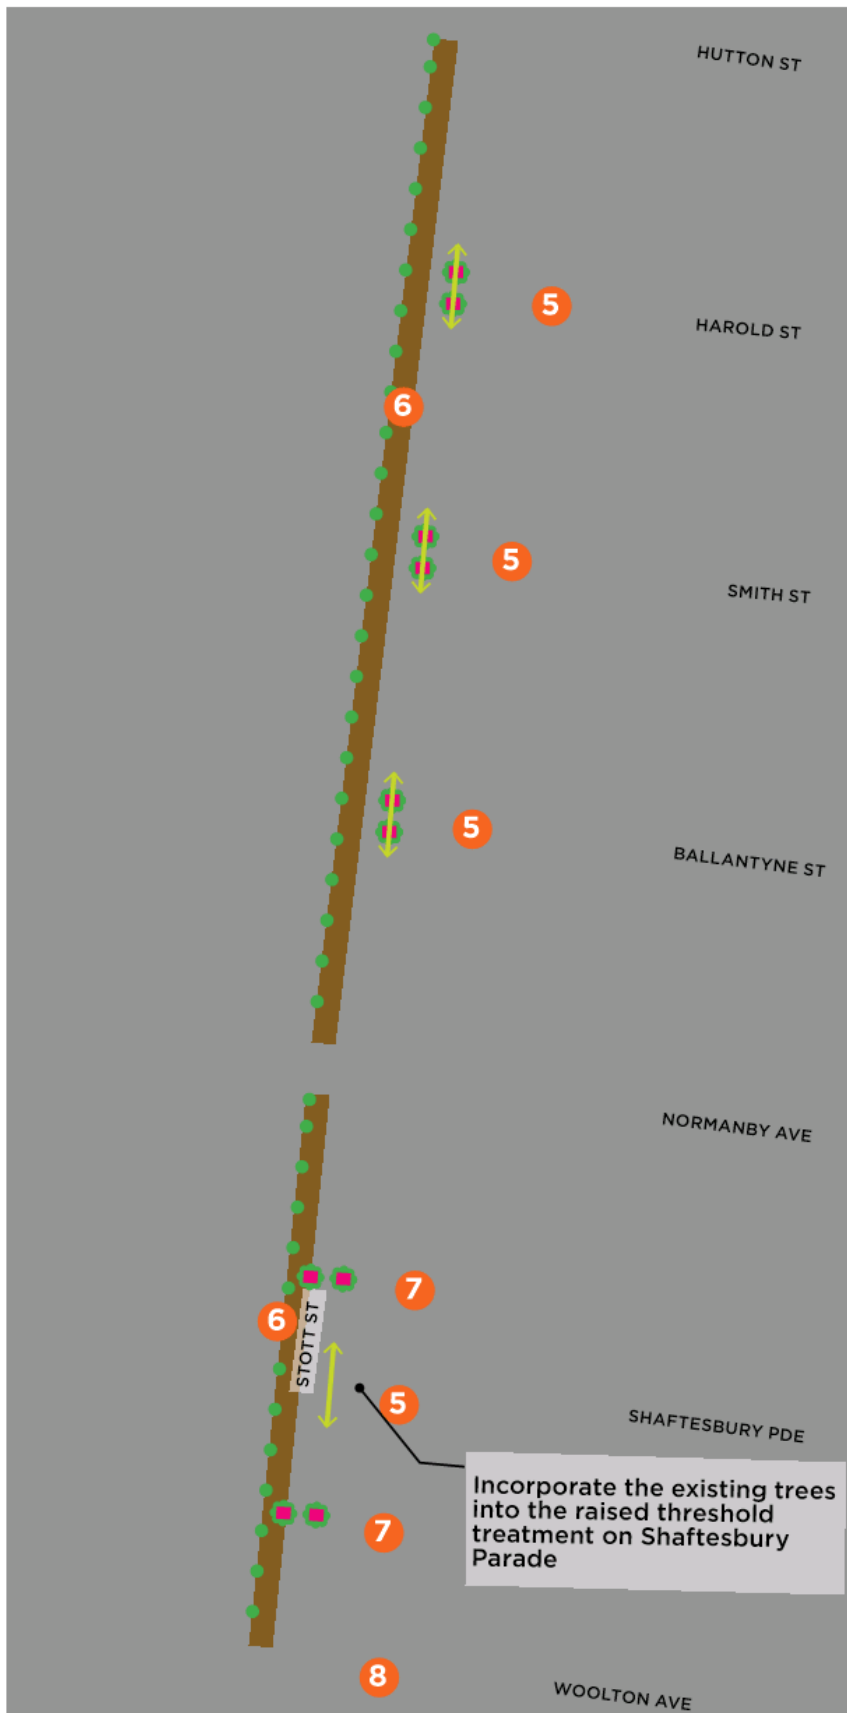 HUTTON ST
5
HAROLD ST
6
5
SMITH ST
5
BALLANTYNE ST
NORMANBY AVE
7
6
STOTT ST
5
SHAFTESBURY PDE
Incorporate the existing trees
into the raised threshold
treatment on Shaftesbury
Parade
7
8
WOOLTON AVE